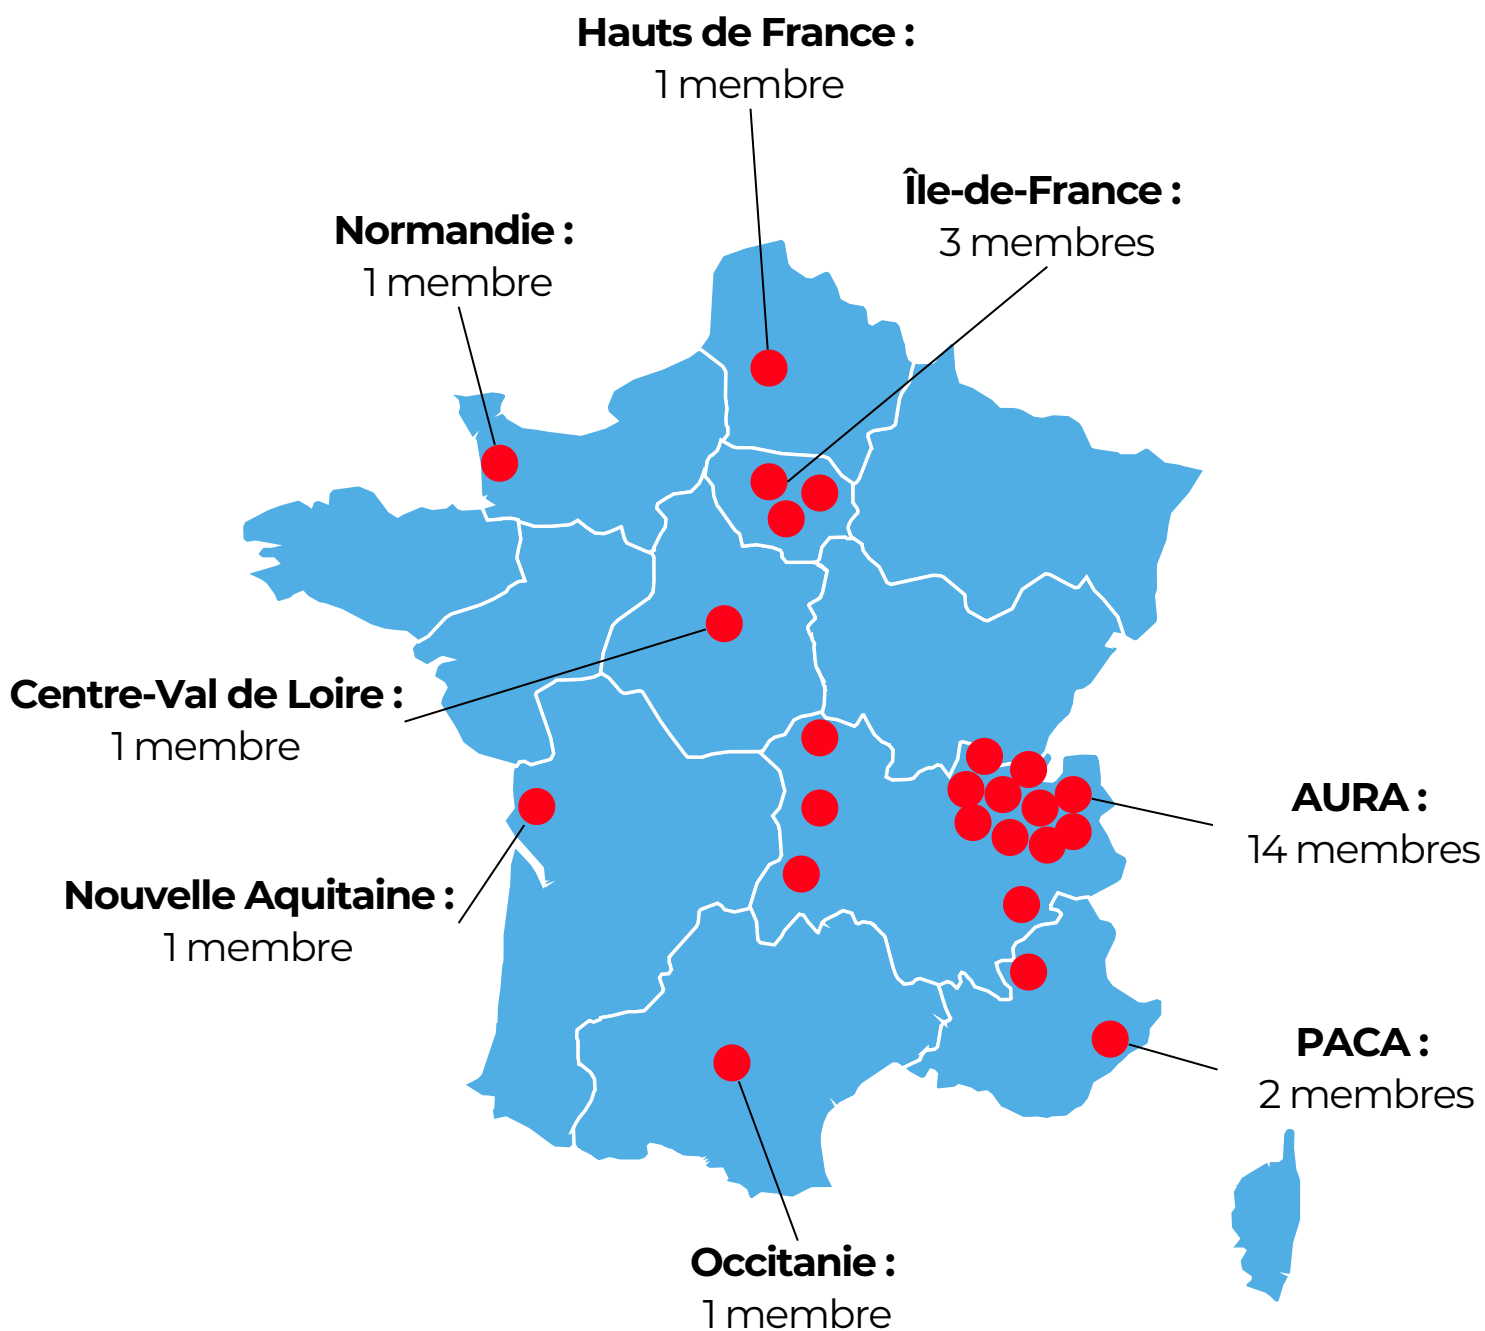 Hauts de France :
1 membre
Île-de-France :
3 membres
Normandie :
1 membre
Centre-Val de Loire :
1 membre
AURA :
14 membres
Nouvelle Aquitaine :
1 membre
PACA :
2 membres
Occitanie :
1 membre